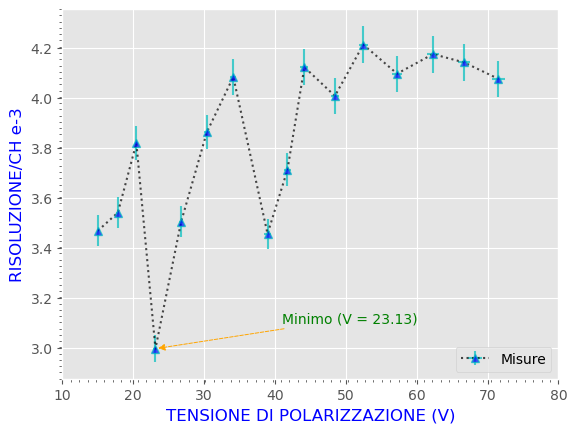 RISOLUZIONE/CH e-3
4.2
4.0
3.8
3.6
3.4
3.2
3.0
Minimo (V = 23.13)
Misure
10 20 30 40 50 60 70 80
TENSIONE DI POLARIZZAZIONE (V)